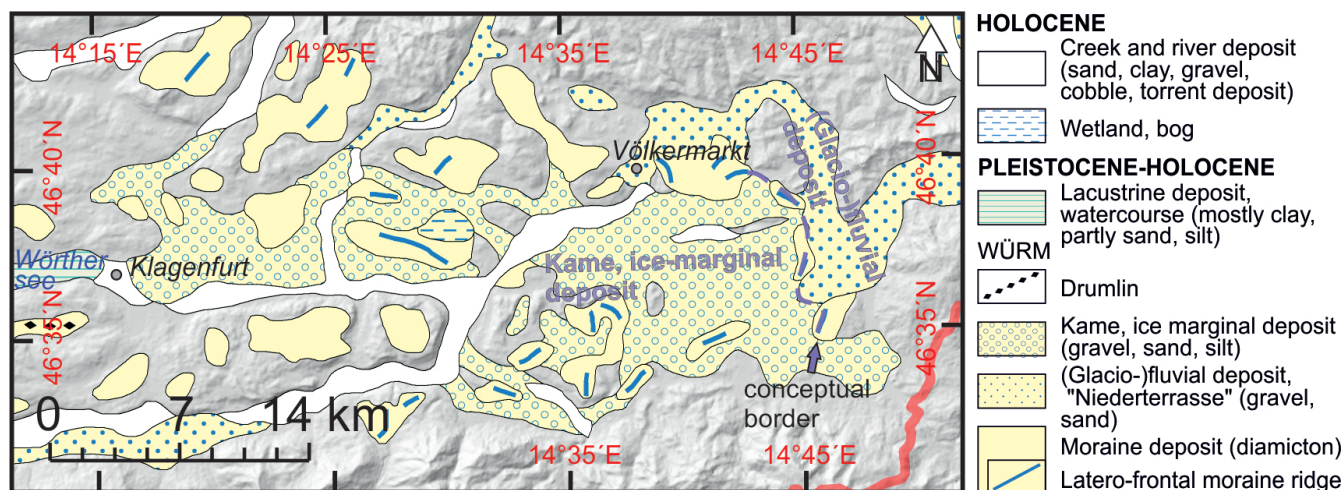 14°15´E
14°25´E
14°35´E
14°45´E
N
46°40´N
46°40´N
Völkermarkt
(Glacio-)fluvial
deposit
Wörther
see
Klagenfurt
Kame, ice-marginal
deposit
46°35´N
46°35´N
conceptual
border
0 7 14 km
14°35´E
14°45´E
HOLOCENE
Creek and river deposit
(sand, clay, gravel,
cobble, torrent deposit)
Wetland, bog
PLEISTOCENE-HOLOCENE
Lacustrine deposit,
watercourse (mostly clay,
partly sand, silt)
WÜRM
Drumlin
Kame, ice marginal deposit
(gravel, sand, silt)
(Glacio-)fluvial deposit,
"Niederterrasse" (gravel,
sand)
Moraine deposit (diamicton)
Latero-frontal moraine ridge